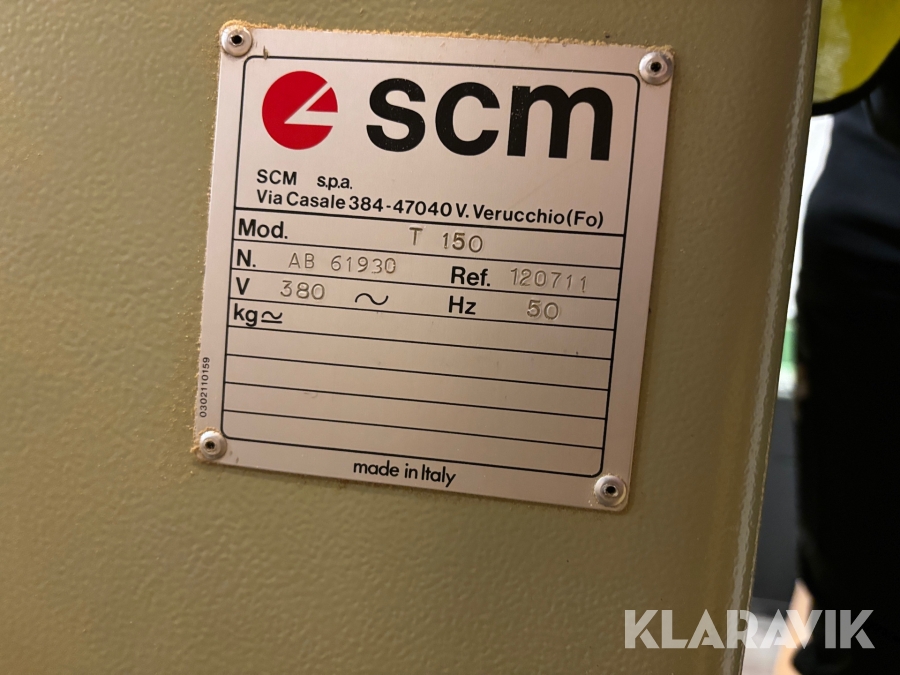 scm
SCM s.p.a.
Via Casale 384-47040 V. Verucchio (Fo)
Mod. T 150
N. AB 61930 Ref. 120711
V 380 ~ Hz 50
kg≃
0302110159
made in Italy
KLARAVIK